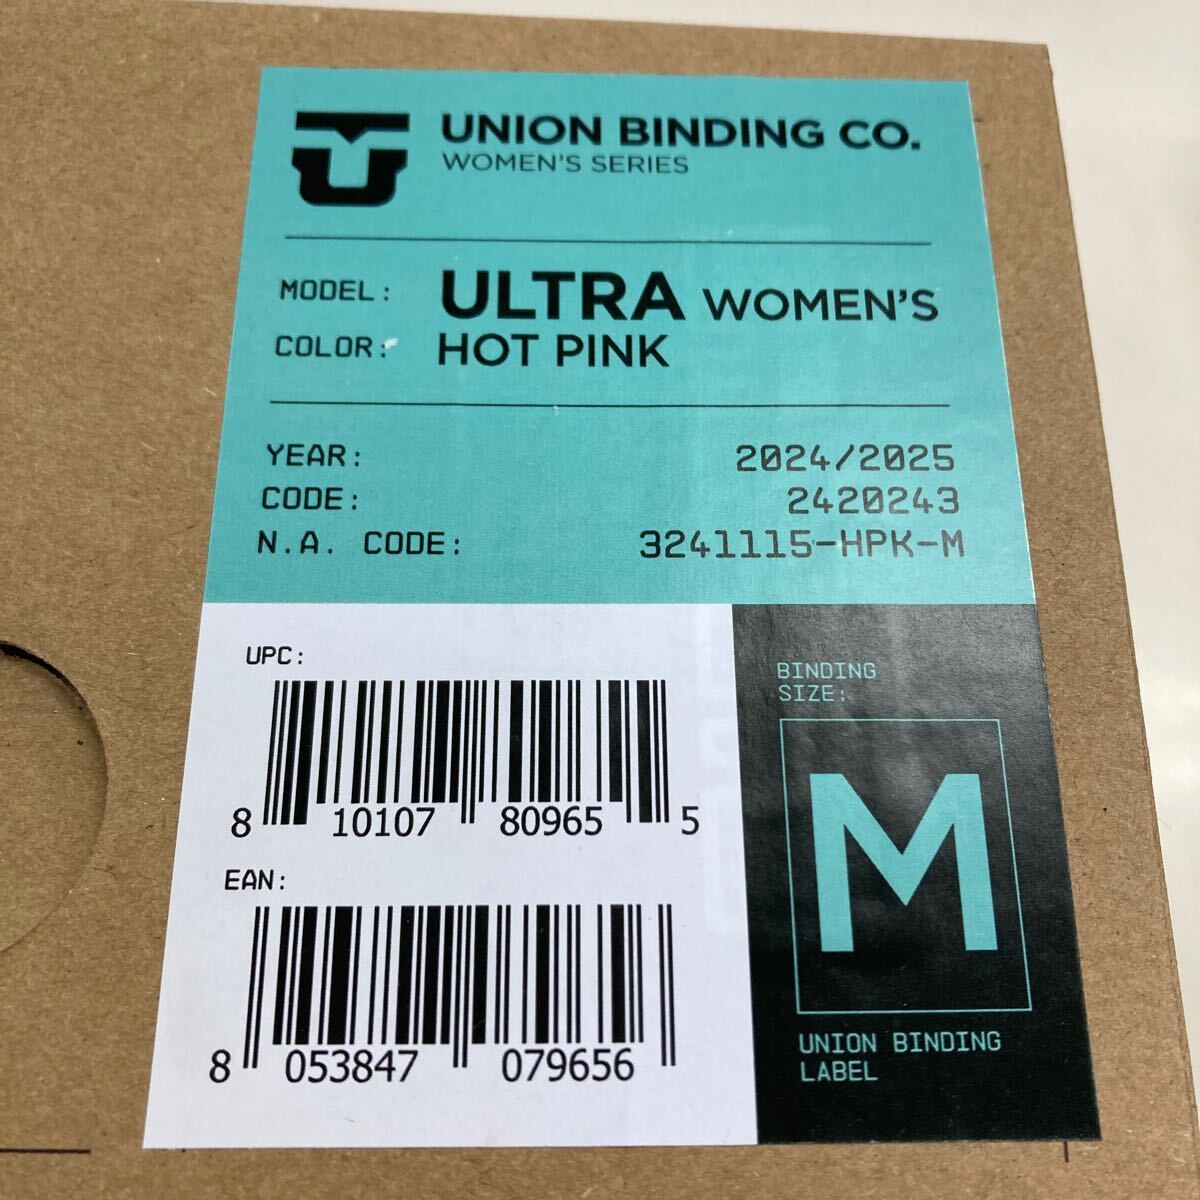 UNION BINDING CO.
WOMEN'S SERIES
MODEL: ULTRA WOMEN'S
COLOR: HOT PINK
YEAR: 2024/2025
CODE: 2420243
N.A. CODE: 3241115-HPK-M
UPC:
8 10107 80965 5
EAN:
8 053847 079656
BINDING
SIZE:
M
UNION BINDING
LABEL